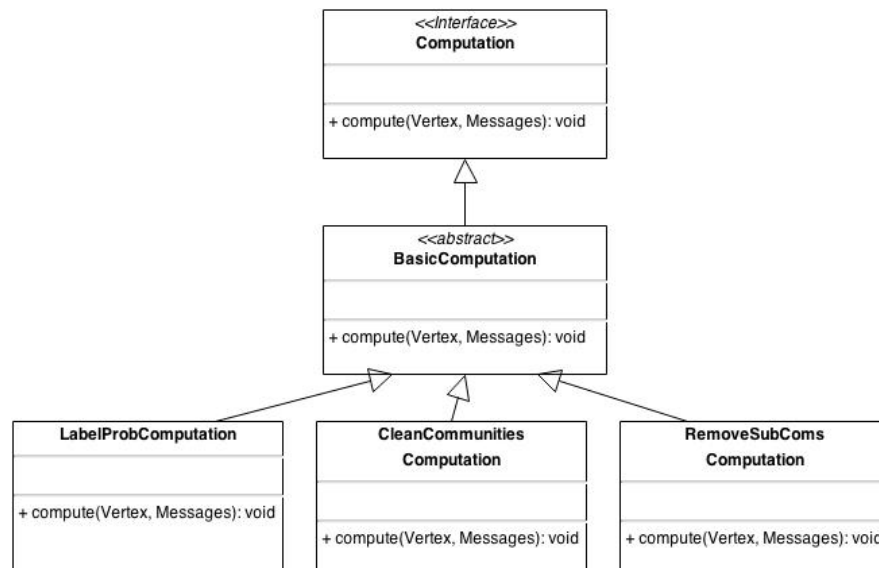 <<Interface>>
Computation
+ compute(Vertex, Messages): void
<<abstract>>
BasicComputation
+ compute(Vertex, Messages): void
LabelProbComputation
+ compute(Vertex, Messages): void
CleanCommunities
Computation
+ compute(Vertex, Messages): void
RemoveSubComs
Computation
+ compute(Vertex, Messages): void